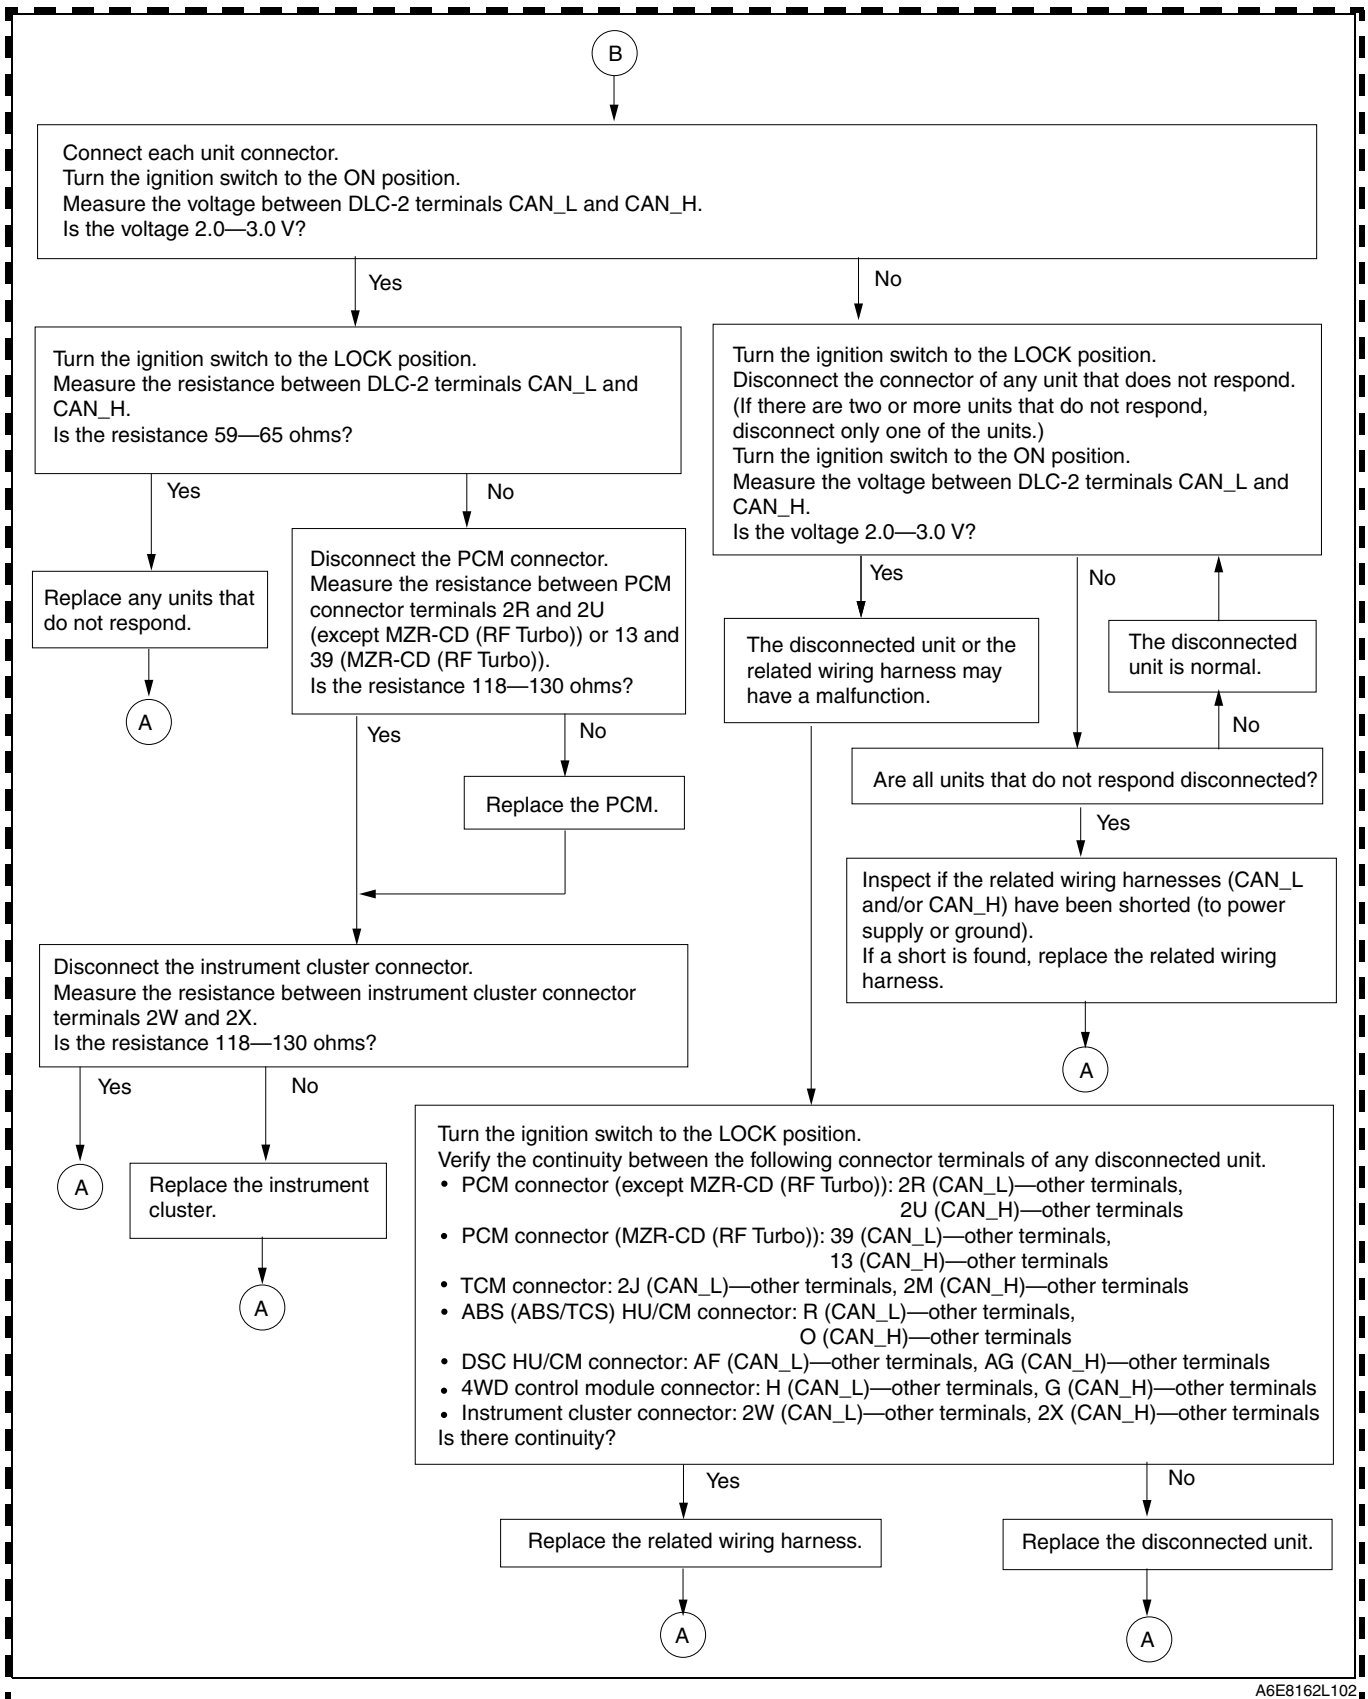 B
Connect each unit connector.
Turn the ignition switch to the ON position.
Measure the voltage between DLC-2 terminals CAN_L and CAN_H.
Is the voltage 2.0—3.0 V?
Yes
No
Turn the ignition switch to the LOCK position.
Measure the resistance between DLC-2 terminals CAN_L and
CAN_H.
Is the resistance 59—65 ohms?
Turn the ignition switch to the LOCK position.
Disconnect the connector of any unit that does not respond.
(If there are two or more units that do not respond,
disconnect only one of the units.)
Turn the ignition switch to the ON position.
Measure the voltage between DLC-2 terminals CAN_L and
CAN_H.
Is the voltage 2.0—3.0 V?
Yes
No
Replace any units that
do not respond.
A
Disconnect the PCM connector.
Measure the resistance between PCM
connector terminals 2R and 2U
(except MZR-CD (RF Turbo)) or 13 and
39 (MZR-CD (RF Turbo)).
Is the resistance 118—130 ohms?
Yes
No
Replace the PCM.
Yes
No
The disconnected unit or the
related wiring harness may
have a malfunction.
The disconnected
unit is normal.
No
Are all units that do not respond disconnected?
Yes
Inspect if the related wiring harnesses (CAN_L
and/or CAN_H) have been shorted (to power
supply or ground).
If a short is found, replace the related wiring
harness.
A
Disconnect the instrument cluster connector.
Measure the resistance between instrument cluster connector
terminals 2W and 2X.
Is the resistance 118—130 ohms?
Yes
No
A
Replace the instrument
cluster.
A
Turn the ignition switch to the LOCK position.
Verify the continuity between the following connector terminals of any disconnected unit.
• PCM connector (except MZR-CD (RF Turbo)): 2R (CAN_L)—other terminals,
2U (CAN_H)—other terminals
• PCM connector (MZR-CD (RF Turbo)): 39 (CAN_L)—other terminals,
13 (CAN_H)—other terminals
• TCM connector: 2J (CAN_L)—other terminals, 2M (CAN_H)—other terminals
• ABS (ABS/TCS) HU/CM connector: R (CAN_L)—other terminals,
O (CAN_H)—other terminals
• DSC HU/CM connector: AF (CAN_L)—other terminals, AG (CAN_H)—other terminals
• 4WD control module connector: H (CAN_L)—other terminals, G (CAN_H)—other terminals
• Instrument cluster connector: 2W (CAN_L)—other terminals, 2X (CAN_H)—other terminals
Is there continuity?
Yes
No
Replace the related wiring harness.
Replace the disconnected unit.
A
A
A6E8162L102